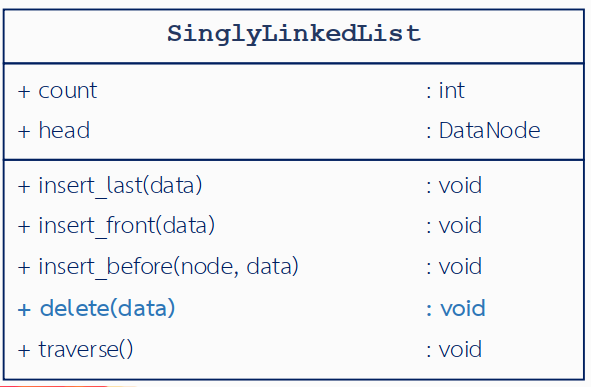 SinglyLinkedList
+ count : int
+ head : DataNode
+ insert_last(data) : void
+ insert_front(data) : void
+ insert_before(node, data) : void
+ delete(data) : void
+ traverse() : void